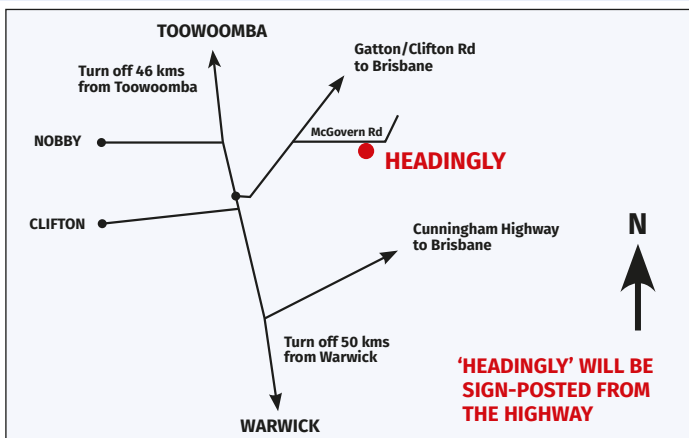 TOOWOOMBA
Turn off 46 kms
from Toowoomba
Gatton/Clifton Rd
to Brisbane
NOBBY
McGovern Rd
HEADINGLY
CLIFTON
Cunningham Highway
to Brisbane
N
Turn off 50 kms
from Warwick
‘HEADINGLY’ WILL BE
SIGN-POSTED FROM
THE HIGHWAY
WARWICK